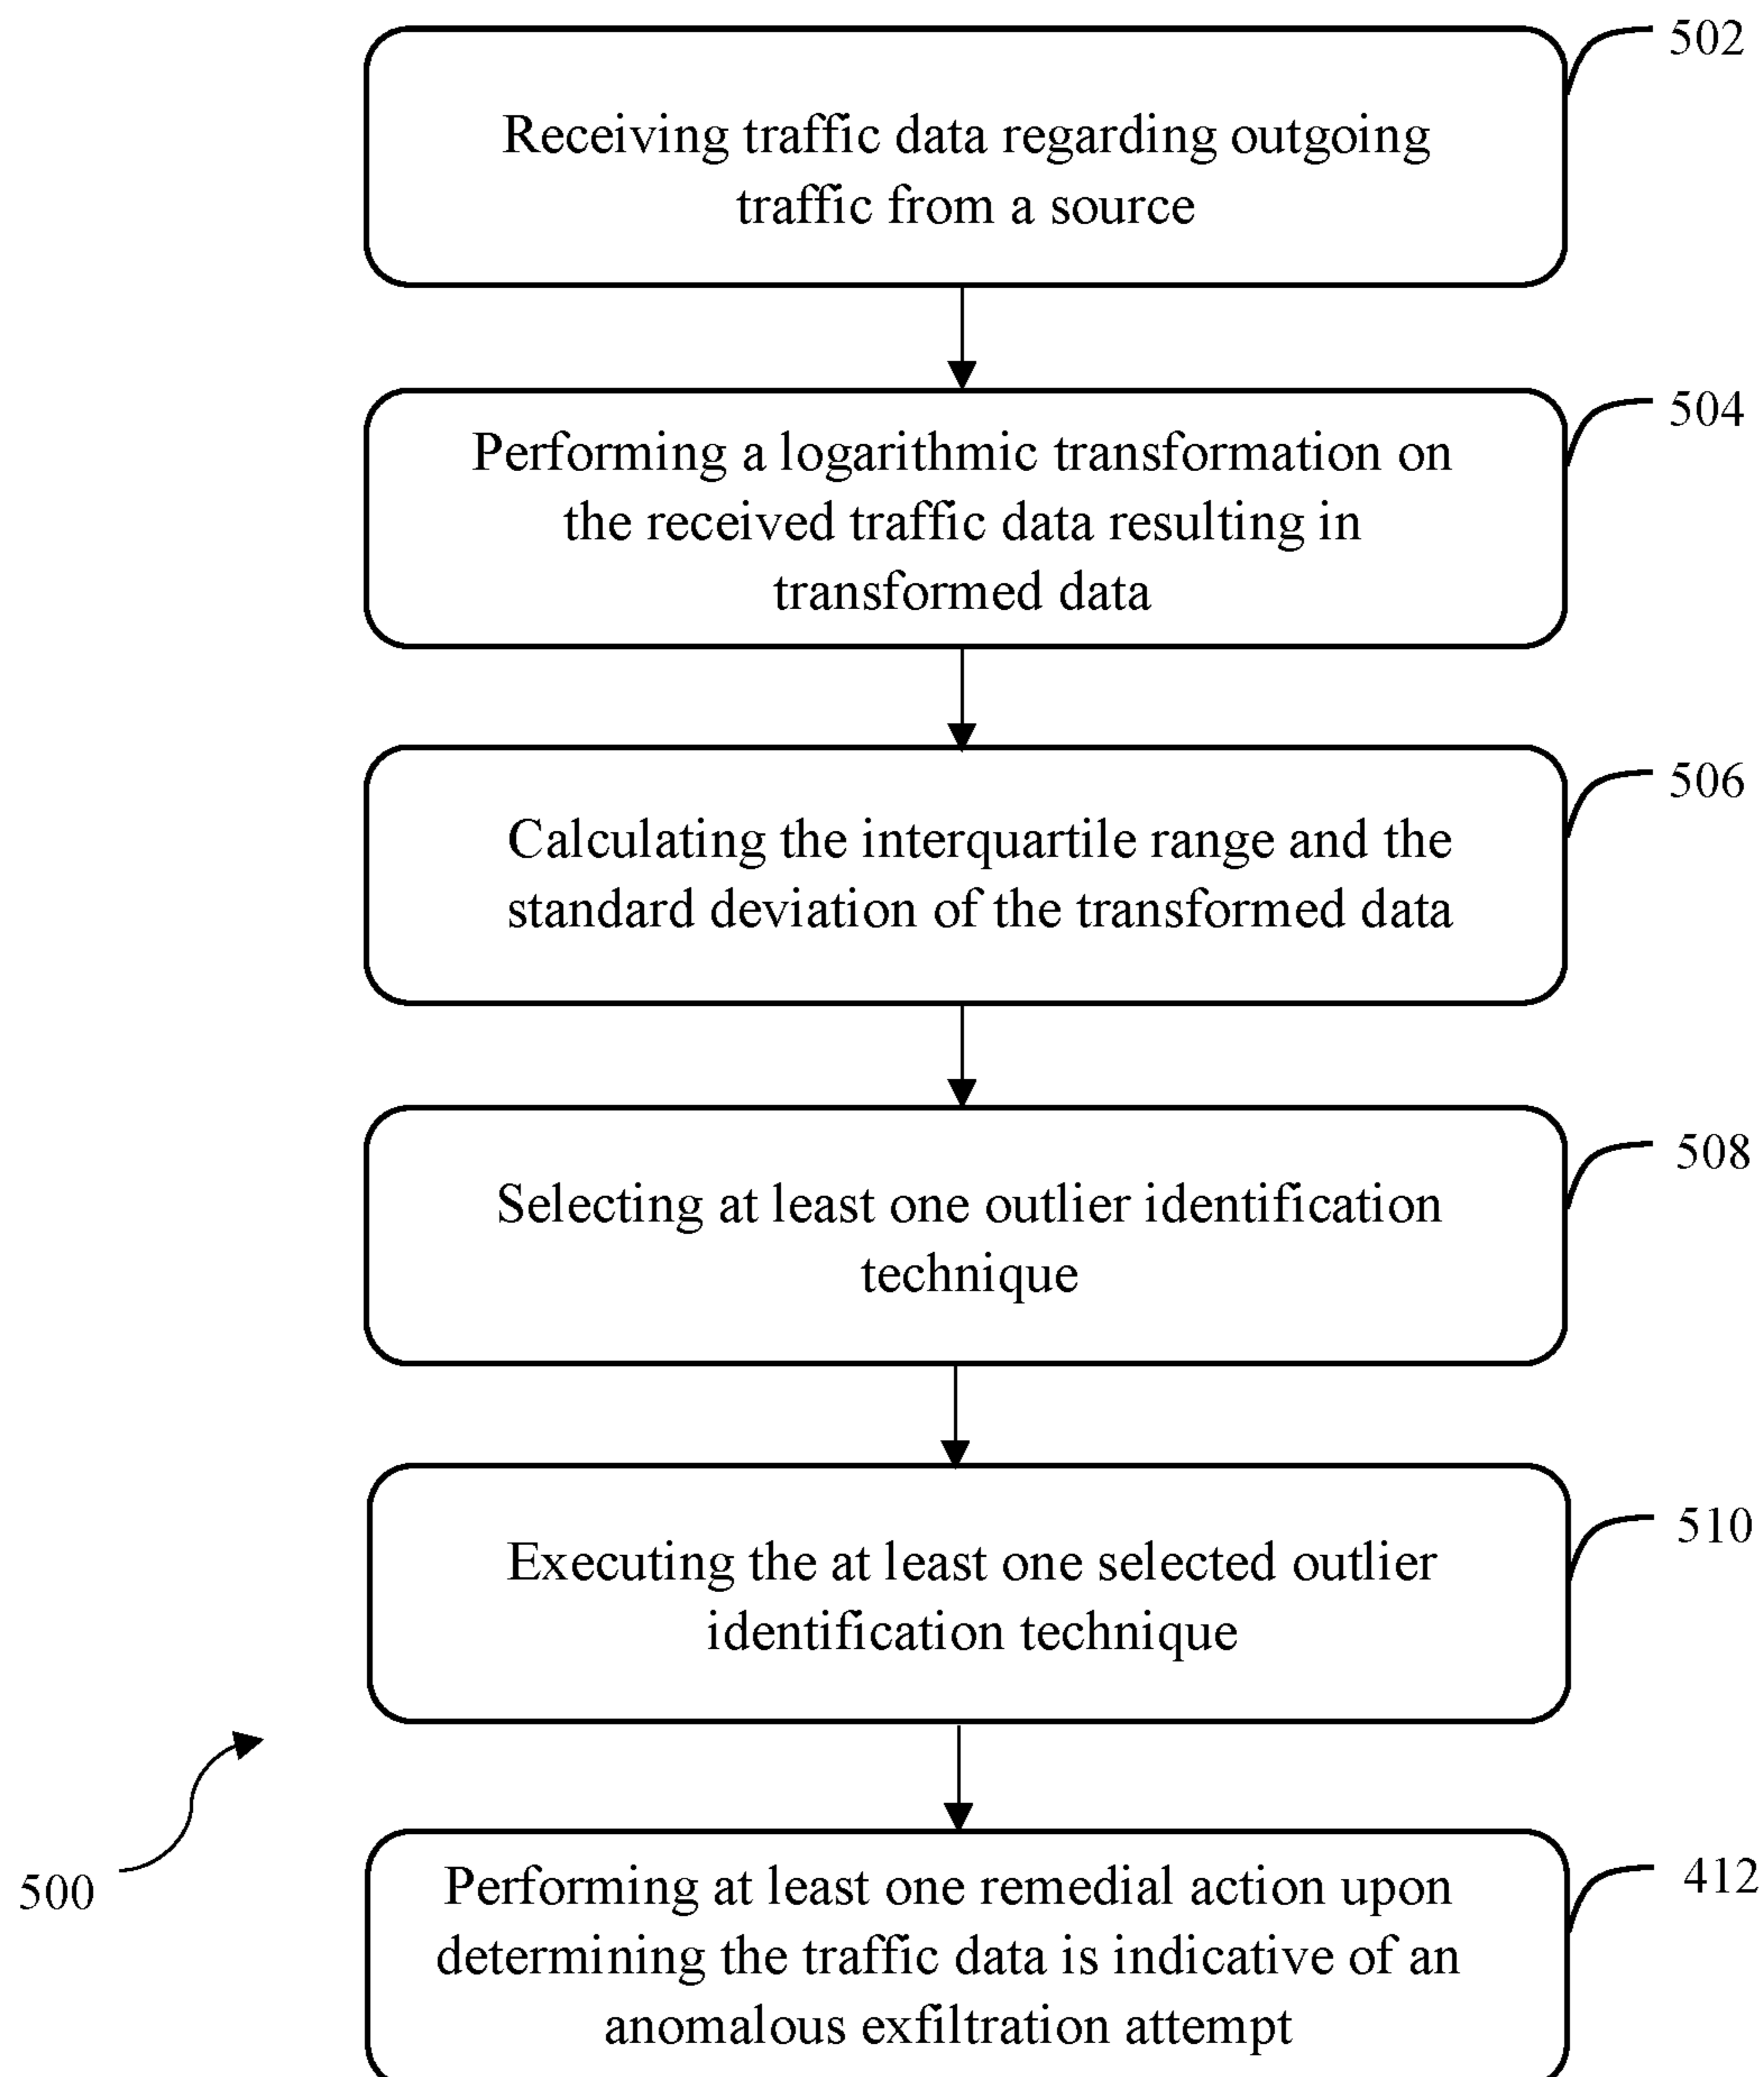 502
Receiving traffic data regarding outgoing
traffic from a source
504
Performing a logarithmic transformation on
the received traffic data resulting in
transformed data
506
Calculating the interquartile range and the
standard deviation of the transformed data
508
Selecting at least one outlier identification
technique
510
Executing the at least one selected outlier
identification technique
500
412
Performing at least one remedial action upon
determining the traffic data is indicative of an
anomalous exfiltration attempt